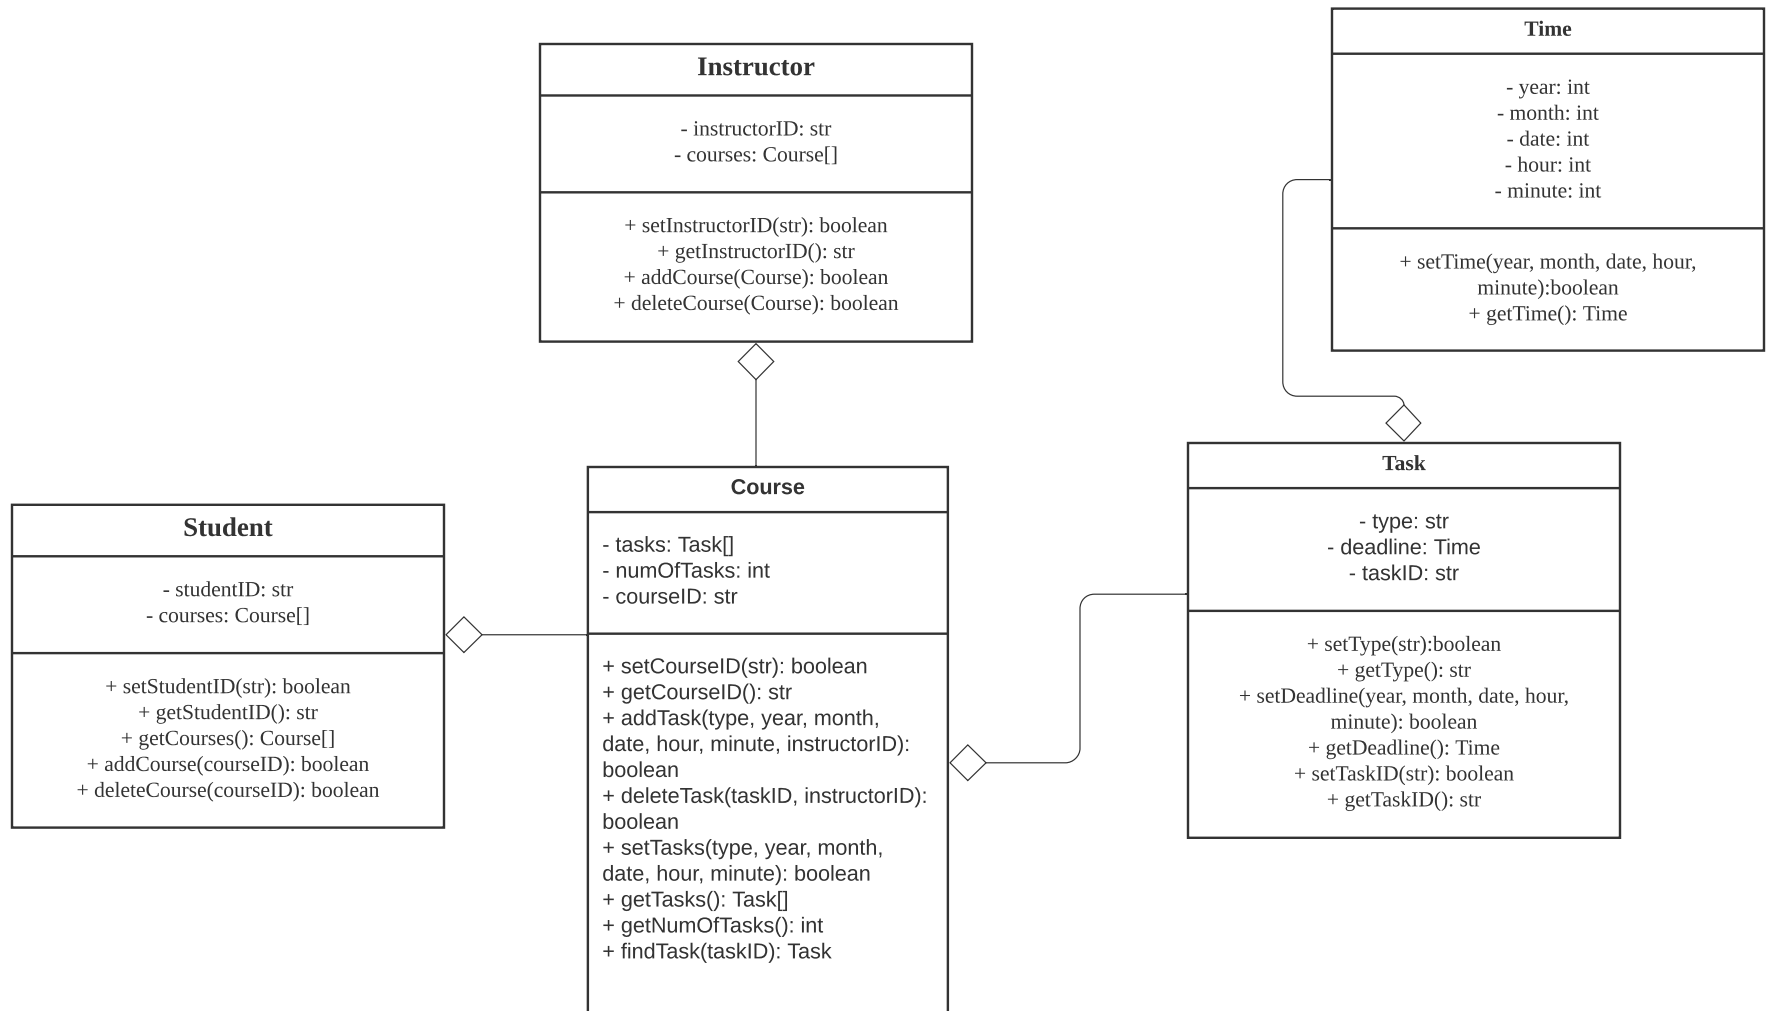 Instructor
- instructorID: str
- courses: Course[]
+ setInstructorID(str): boolean
+ getInstructorID(): str
+ addCourse(Course): boolean
+ deleteCourse(Course): boolean
Time
- year: int
- month: int
- date: int
- hour: int
- minute: int
+ setTime(year, month, date, hour,
minute):boolean
+ getTime(): Time
Student
- studentID: str
- courses: Course[]
+ setStudentID(str): boolean
+ getStudentID(): str
+ getCourses(): Course[]
+ addCourse(courseID): boolean
+ deleteCourse(courseID): boolean
Course
- tasks: Task[]
- numOfTasks: int
- courseID: str
+ setCourseID(str): boolean
+ getCourseID(): str
+ addTask(type, year, month,
date, hour, minute, instructorID):
boolean
+ deleteTask(taskID, instructorID):
boolean
+ setTasks(type, year, month,
date, hour, minute): boolean
+ getTasks(): Task[]
+ getNumOfTasks(): int
+ findTask(taskID): Task
Task
- type: str
- deadline: Time
- taskID: str
+ setType(str):boolean
+ getType(): str
+ setDeadline(year, month, date, hour,
minute): boolean
+ getDeadline(): Time
+ setTaskID(str): boolean
+ getTaskID(): str